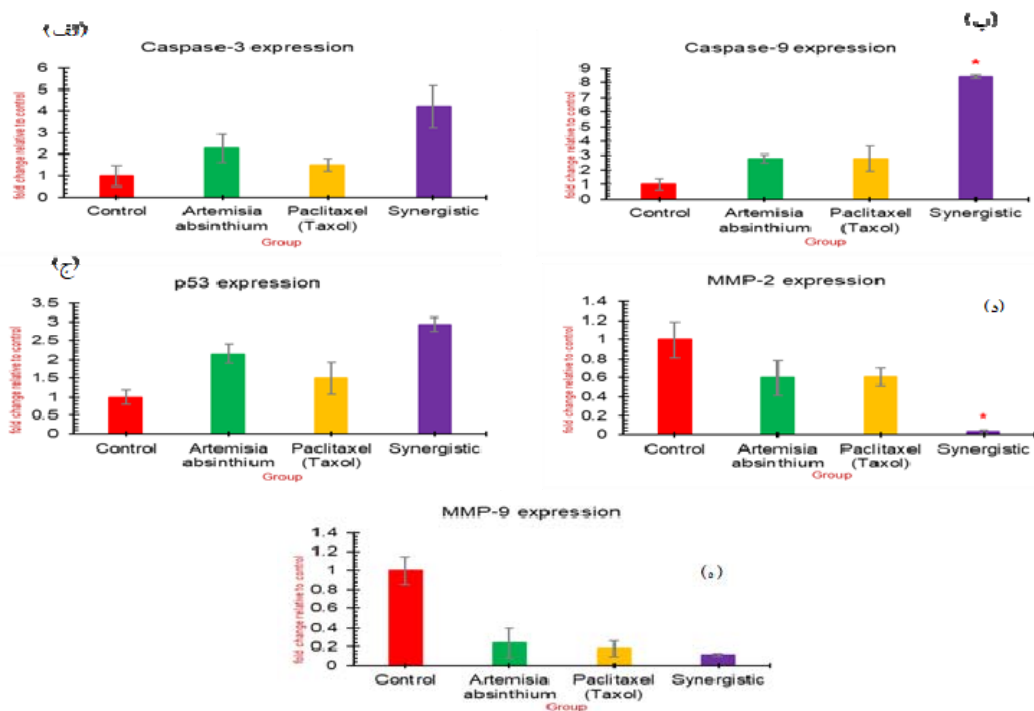 (الف)
Caspase-3 expression
fold change relative to control
6
5
4
3
2
1
0
Control
Artemisia absinthium
Paclitaxel (Taxol)
Synergistic
Group
(ب)
Caspase-9 expression
fold change relative to control
9
8
7
6
5
4
3
2
1
0
*
Control
Artemisia absinthium
Paclitaxel (Taxol)
Synergistic
Group
(ج)
p53 expression
fold change relative to control
3.5
3
2.5
2
1.5
1
0.5
0
Control
Artemisia absinthium
Paclitaxel (Taxol)
Synergistic
Group
(د)
MMP-2 expression
fold change relative to control
1.4
1.2
1
0.8
0.6
0.4
0.2
0
*
Control
Artemisia absinthium
Paclitaxel (Taxol)
Synergistic
Group
MMP-9 expression
(ه)
fold change relative to control
1.4
1.2
1
0.8
0.6
0.4
0.2
0
Control
Artemisia absinthium
Paclitaxel (Taxol)
Synergistic
Group